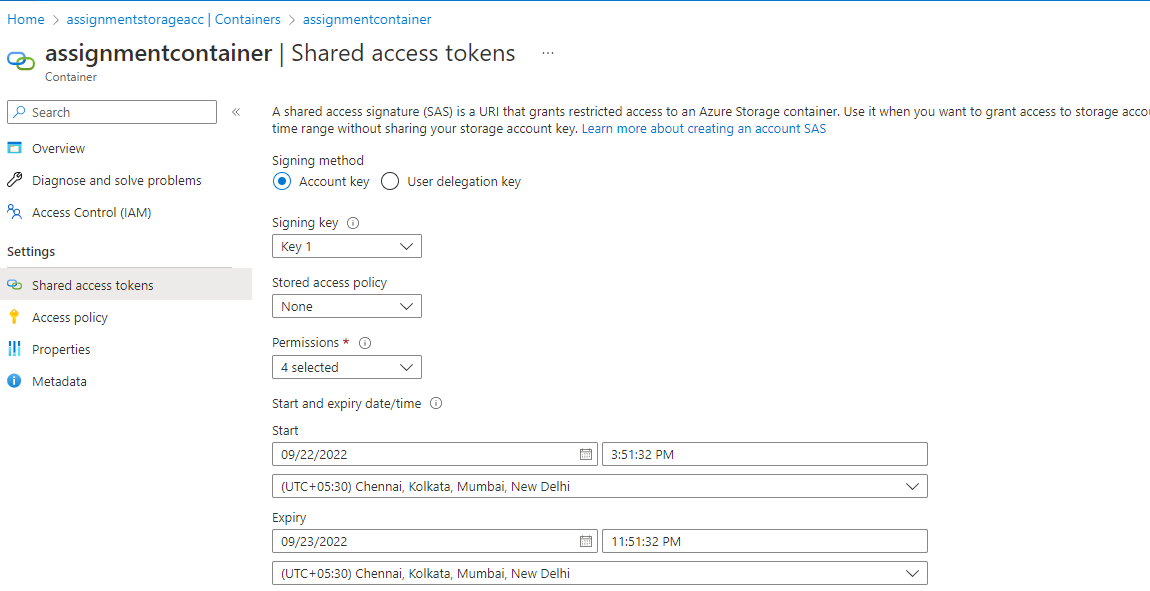 Home > assignmentstorageacc | Containers > assignmentcontainer
assignmentcontainer | Shared access tokens ...
Container
Search «
Overview
Diagnose and solve problems
Access Control (IAM)
Settings
Shared access tokens
Access policy
Properties
Metadata
A shared access signature (SAS) is a URI that grants restricted access to an Azure Storage container. Use it when you want to grant access to storage
time range without sharing your storage account key. Learn more about creating an account SAS
Signing method
Account key User delegation key
Signing key
Key 1
Stored access policy
None
Permissions *
4 selected
Start and expiry date/time
Start
09/22/2022 3:51:32 PM
(UTC+05:30) Chennai, Kolkata, Mumbai, New Delhi
Expiry
09/23/2022 11:51:32 PM
(UTC+05:30) Chennai, Kolkata, Mumbai, New Delhi